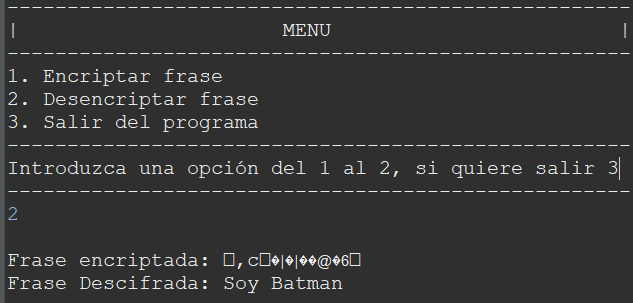 -----------------------------------------------------
| MENU |
-----------------------------------------------------
1. Encriptar frase
2. Desencriptar frase
3. Salir del programa
-----------------------------------------------------
Introduzca una opción del 1 al 2, si quiere salir 3
-----------------------------------------------------
2
Frase encriptada: □,c□�|�|��@�6□
Frase Descifrada: Soy Batman